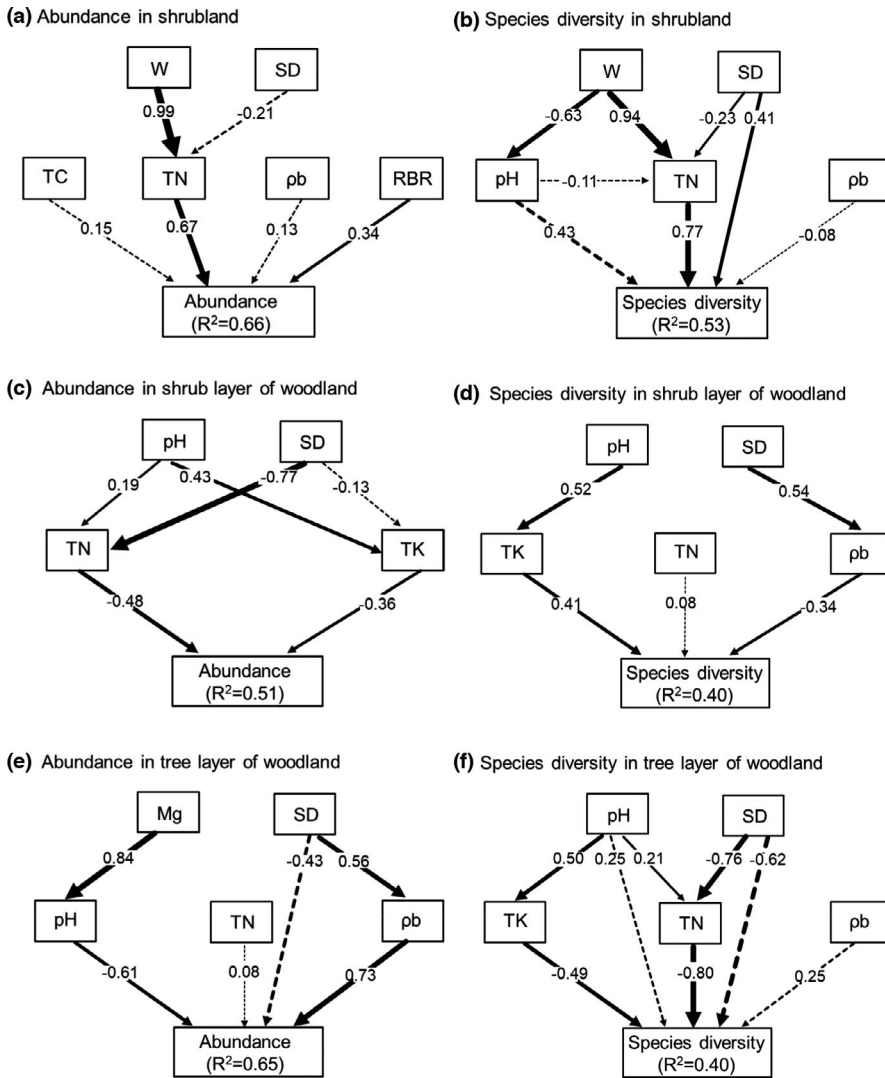 (a) Abundance in shrubland
W
SD
0.99
-0.21
TC
TN
ρb
RBR
0.15
0.67
0.13
0.34
Abundance
(R²=0.66)
(b) Species diversity in shrubland
W
SD
-0.63
0.94
-0.23
0.41
pH
-0.11
TN
ρb
0.43
0.77
-0.08
Species diversity
(R²=0.53)
(c) Abundance in shrub layer of woodland
pH
SD
0.19
0.43
-0.77
-0.13
TN
TK
-0.48
-0.36
Abundance
(R²=0.51)
(d) Species diversity in shrub layer of woodland
pH
SD
0.52
0.54
TK
TN
ρb
0.41
0.08
-0.34
Species diversity
(R²=0.40)
(e) Abundance in tree layer of woodland
Mg
SD
0.84
-0.43
0.56
pH
TN
ρb
-0.61
0.08
0.73
Abundance
(R²=0.65)
(f) Species diversity in tree layer of woodland
pH
SD
0.50
0.25
0.21
-0.76
-0.62
TK
TN
ρb
-0.49
-0.80
0.25
Species diversity
(R²=0.40)